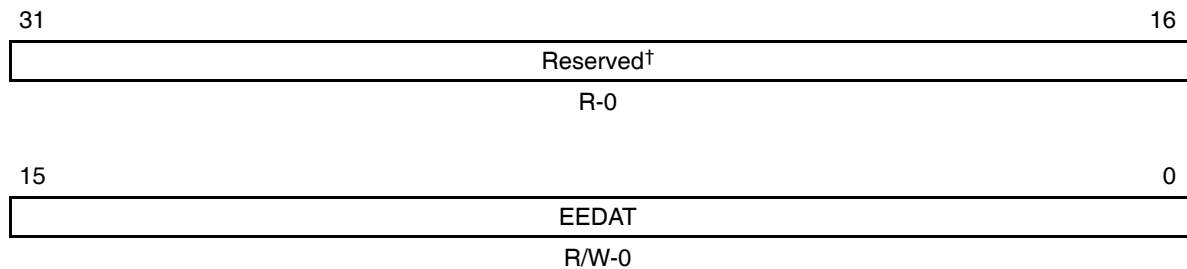 31 16
Reserved†
R-0
15 0
EEDAT
R/W-0